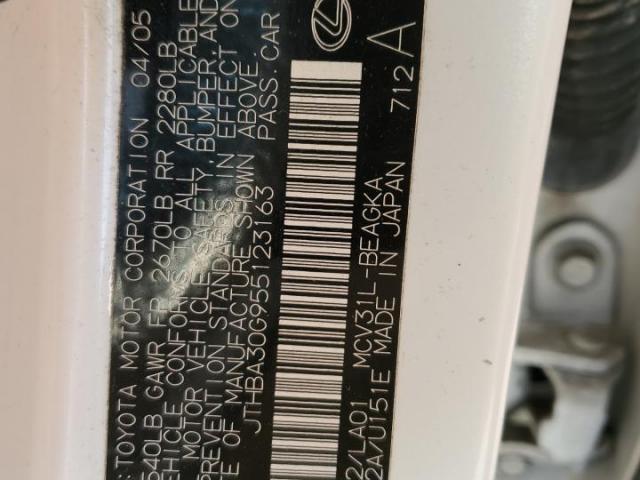 : TOYOTA MOTOR CORPORATION 04/05
540LB GAWR FR 2670LB RR 2280LB
EHICLE CONFORMS TO ALL APPLICABLE
MOTOR VEHICLE SAFETY, BUMPER, AND
PREVENTION STANDARDS IN EFFECT ON
TE OF MANUFACTURE SHOWN ABOVE.
JTHBA30G955123163 PASS. CAR
2/LA01 MCV31L-BEAGKA
2A/U151E MADE IN JAPAN 712 A